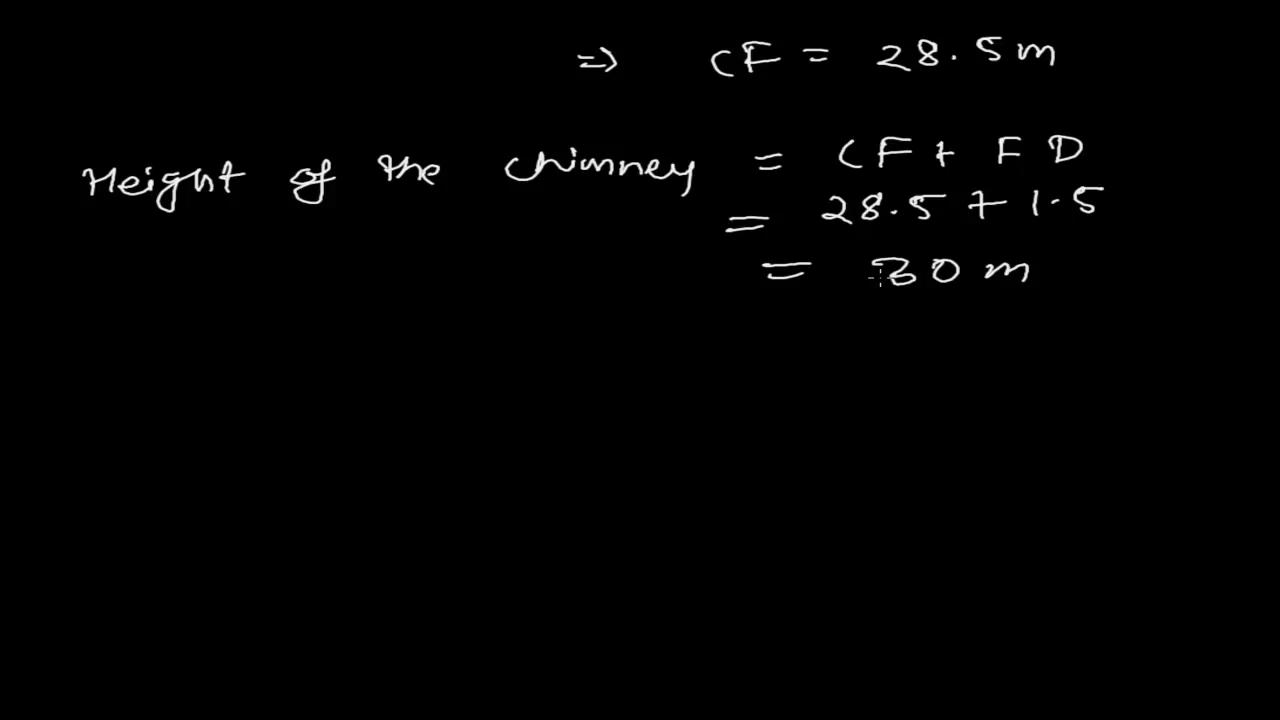 => CF = 28.5m
Height of the chimney = CF + FD
= 28.5 + 1.5
= 30 m